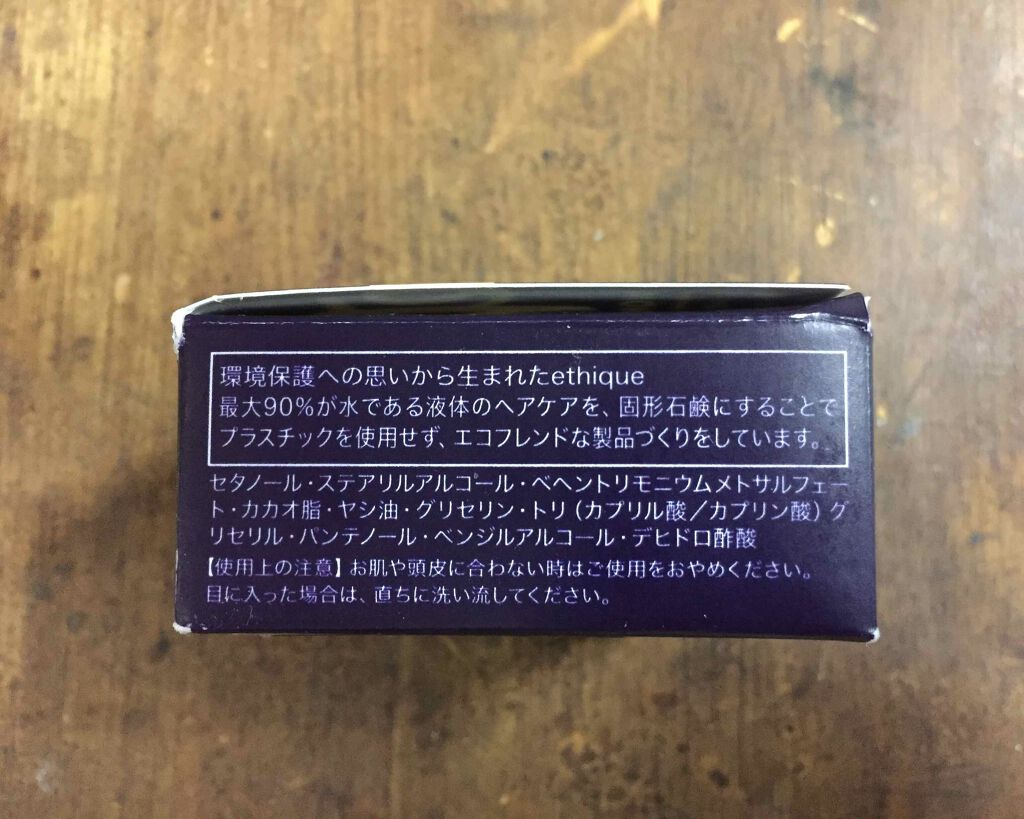 環境保護への思いから生まれたethique
最大90%が水である液体のヘアケアを、固形石鹸にすることで
プラスチックを使用せず、エコフレンドな製品づくりをしています。
セタノール・ステアリルアルコール・ベヘントリモニウムメトサルフェー
ト・カカオ脂・ヤシ油・グリセリン・トリ(カプリル酸/カプリン酸)グ
リセリル・パンテノール・ベンジルアルコール・デヒドロ酢酸
【使用上の注意】お肌や頭皮に合わない時はご使用をおやめください。
目に入った場合は、直ちに洗い流してください。